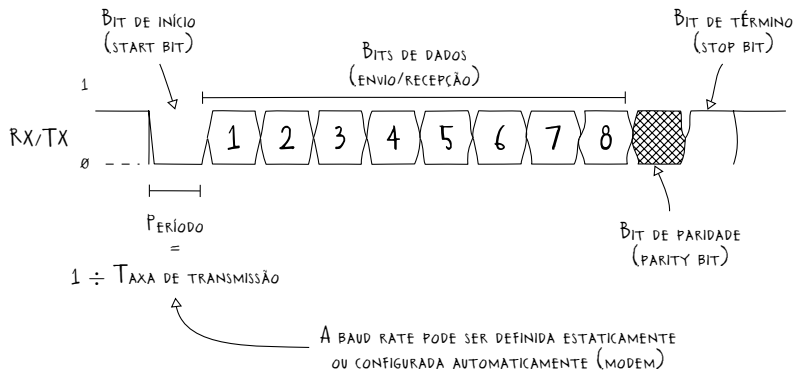 Bit de início
(start bit)
Bits de dados
(envio/recepção)
Bit de término
(stop bit)
1
RX/TX
0
1 2 3 4 5 6 7 8
Período
=
1 ÷ Taxa de transmissão
Bit de paridade
(parity bit)
A baud rate pode ser definida estaticamente
ou configurada automaticamente (modem)